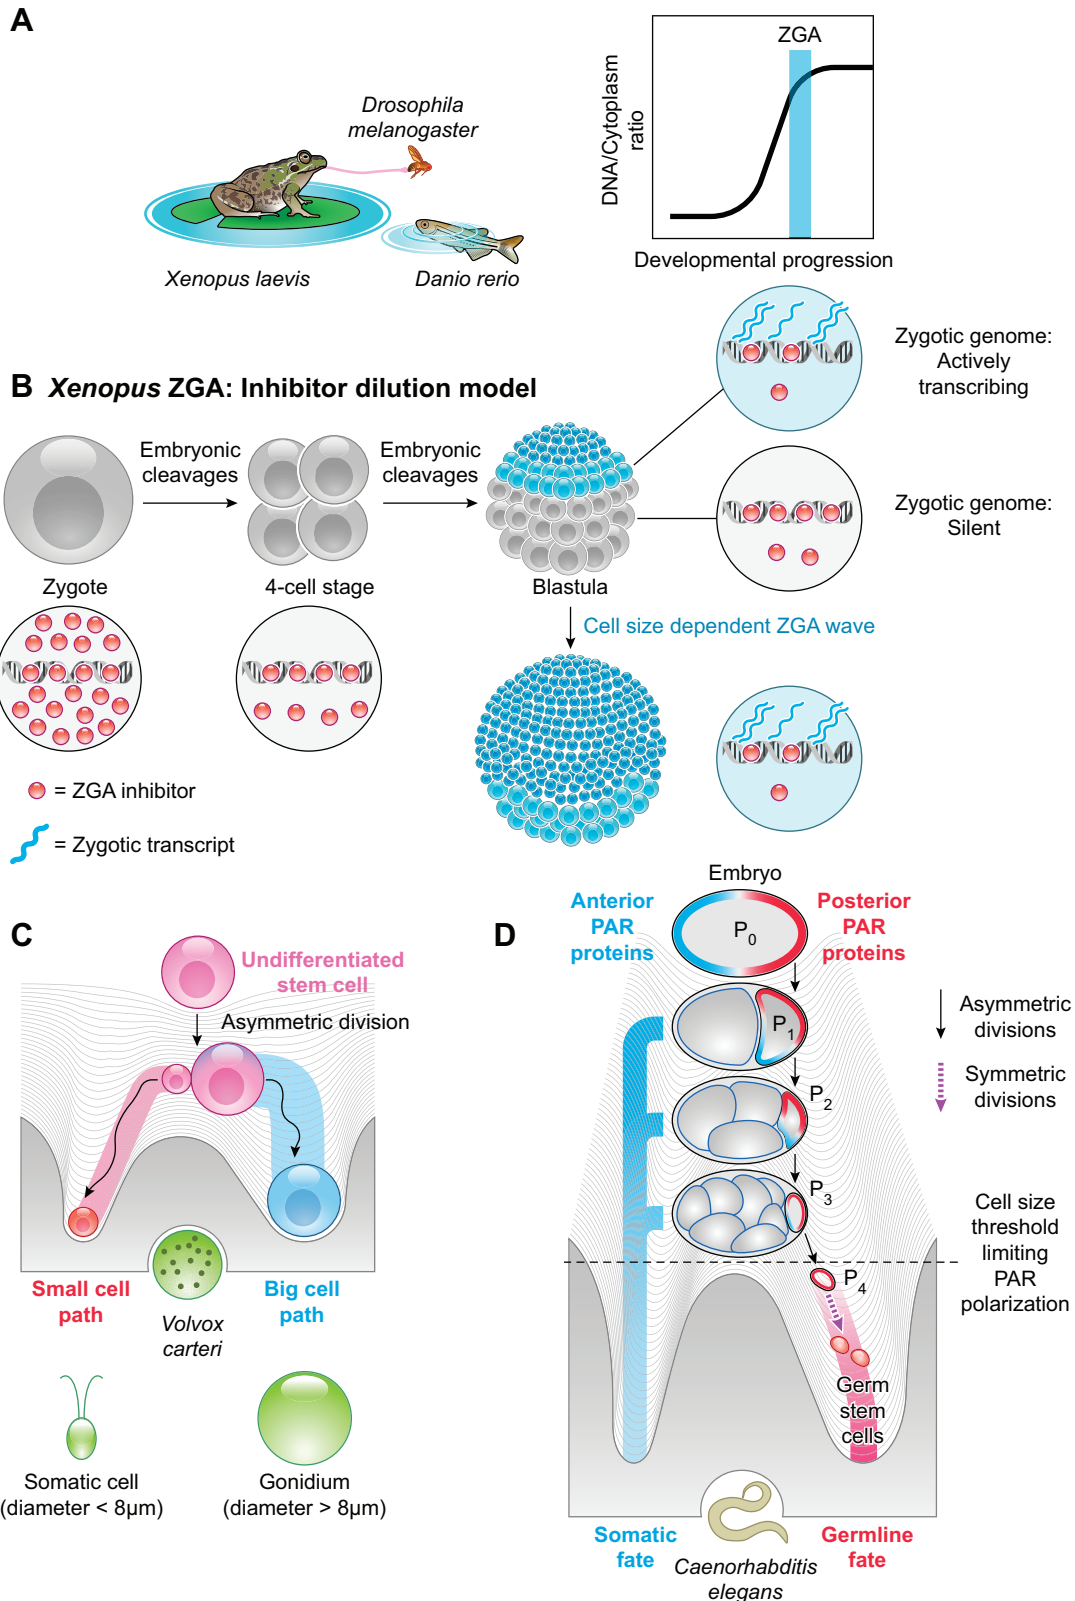 A
Drosophila
melanogaster
Xenopus laevis
Danio rerio
ZGA
DNA/Cytoplasm
ratio
Developmental progression
B Xenopus ZGA: Inhibitor dilution model
Embryonic
cleavages
Embryonic
cleavages
Zygote
4-cell stage
Blastula
Zygotic genome:
Actively
transcribing
Zygotic genome:
Silent
Cell size dependent ZGA wave
= ZGA inhibitor
= Zygotic transcript
C
Undifferentiated
stem cell
Asymmetric division
Small cell
path
Big cell
path
Volvox
carteri
Somatic cell
(diameter < 8µm)
Gonidium
(diameter > 8µm)
D
Embryo
Anterior
PAR
proteins
Posterior
PAR
proteins
P0
P1
P2
P3
P4
Asymmetric
divisions
Symmetric
divisions
Cell size
threshold
limiting
PAR
polarization
Germ
stem
cells
Somatic
fate
Germline
fate
Caenorhabditis
elegans